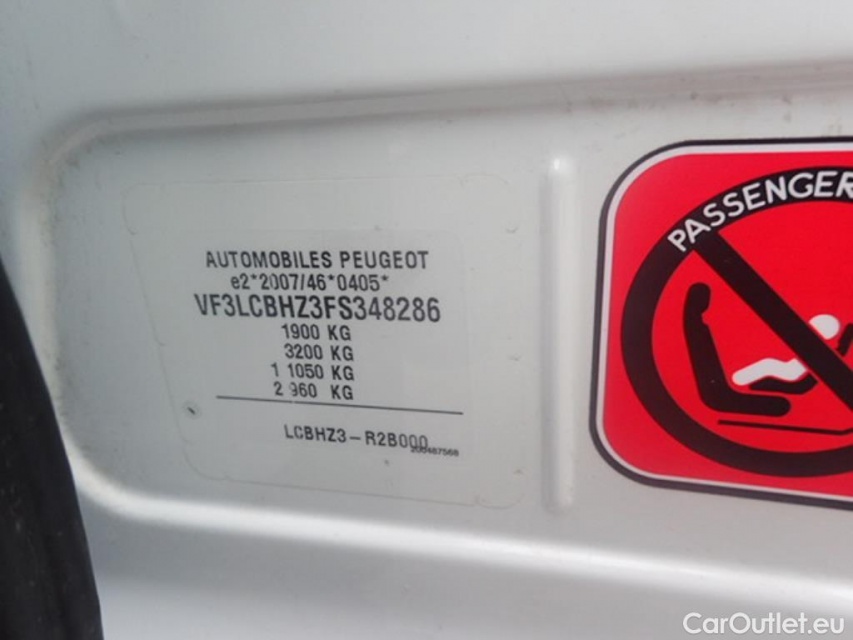 AUTOMOBILES PEUGEOT
e2*2007/46*0405*
VF3LCBHZ3FS348286
1900 KG
3200 KG
1 1050 KG
2 960 KG
LCBHZ3-R2B000
PASSENGER
CarOutlet.eu